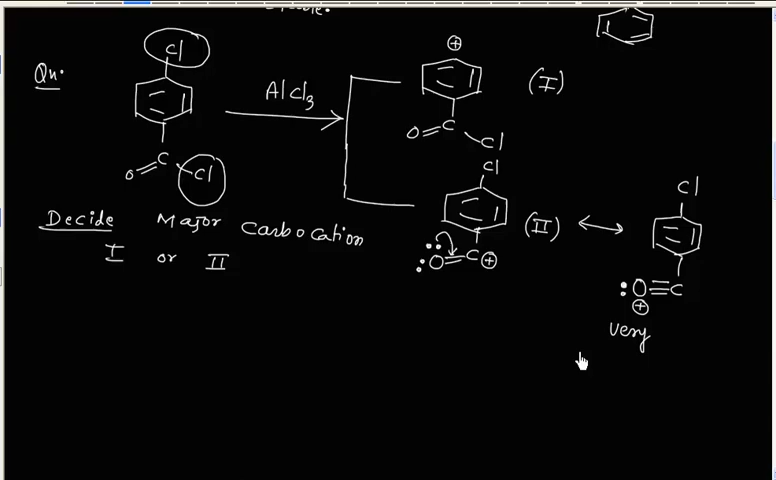 Cl
Qn.
AlCl3
⊕
(I)
O
C
Cl
O
C
Cl
Decide Major Carbocation
I or II
Cl
(II)
:O
C
⊕
Cl
:O≡C
⊕
very